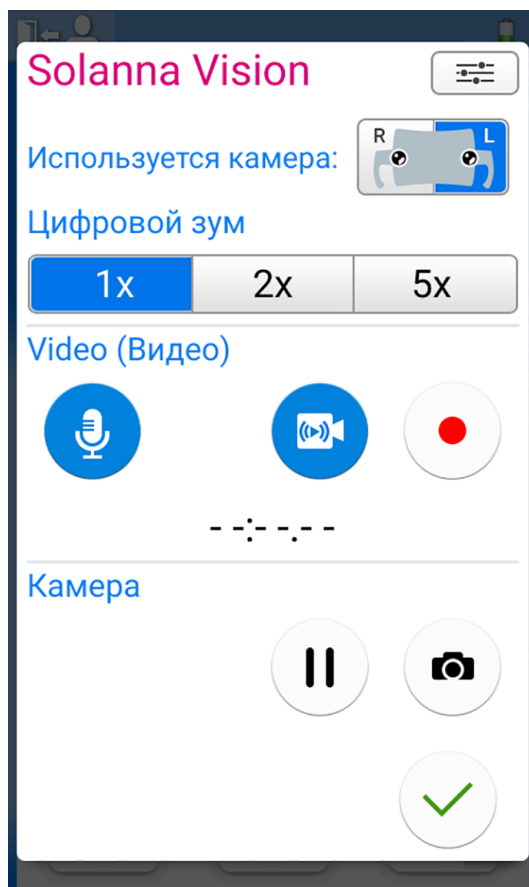 Solanna Vision
Используется камера:
R L
Цифровой зум
1x 2x 5x
Video (Видео)
- -:- -.- -
Камера